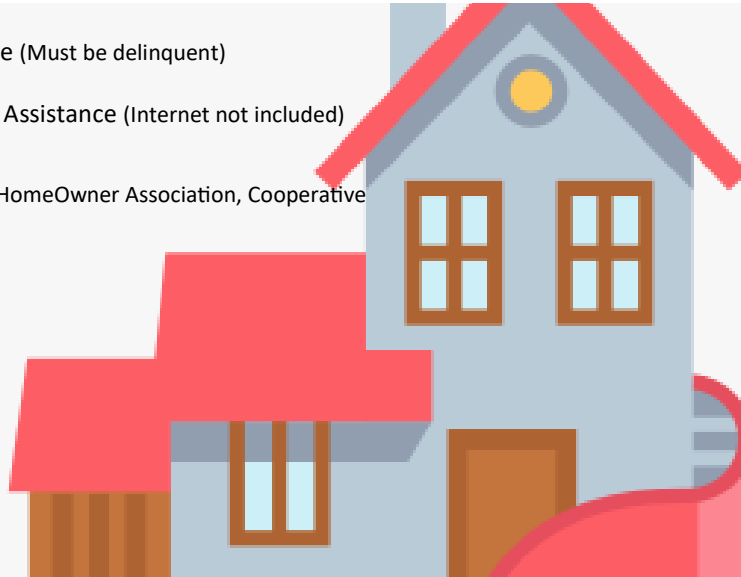 e (Must be delinquent)
Assistance (Internet not included)
HomeOwner Association, Cooperative